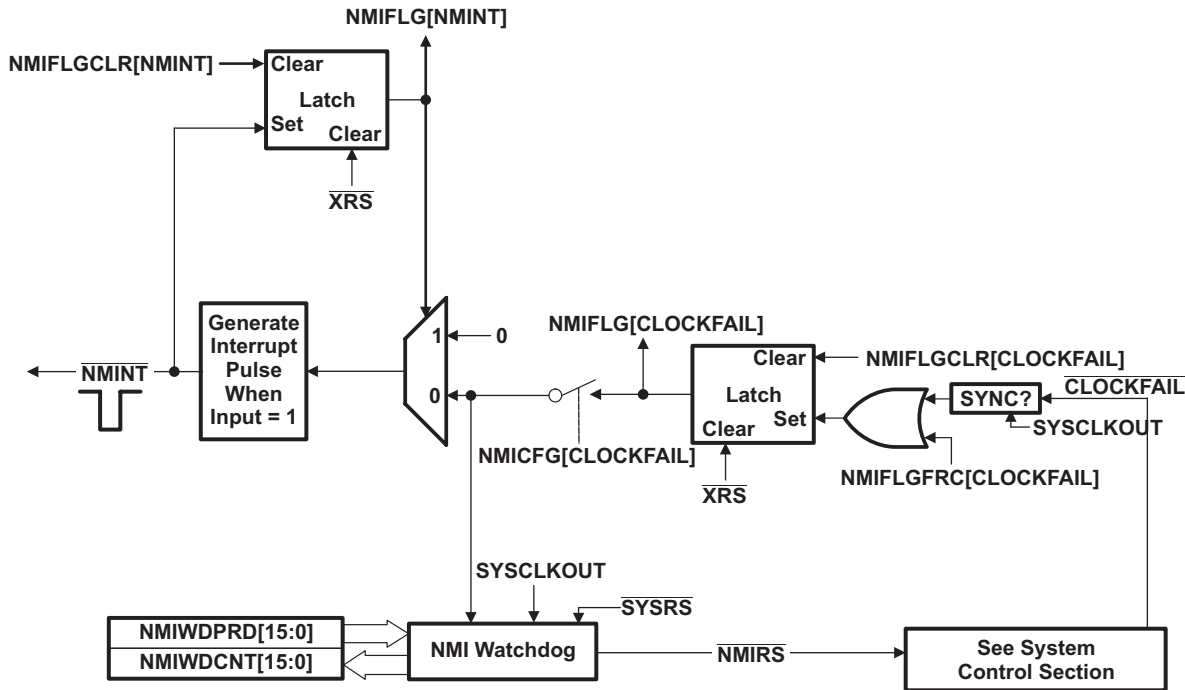 NMIFLG[NMINT]
NMIFLGCLR[NMINT]
Clear
Latch
Set
Clear
XRS
Generate
Interrupt
Pulse
When
Input = 1
NMINT
1
0
0
NMIFLG[CLOCKFAIL]
NMICFG[CLOCKFAIL]
Clear
Latch
Clear
Set
XRS
NMIFLGCLR[CLOCKFAIL]
CLOCKFAIL
SYNC?
SYSCLKOUT
NMIFLGFRC[CLOCKFAIL]
SYSCLKOUT
SYSRS
NMIWDPRD[15:0]
NMIWDCNT[15:0]
NMI Watchdog
NMIRS
See System
Control Section